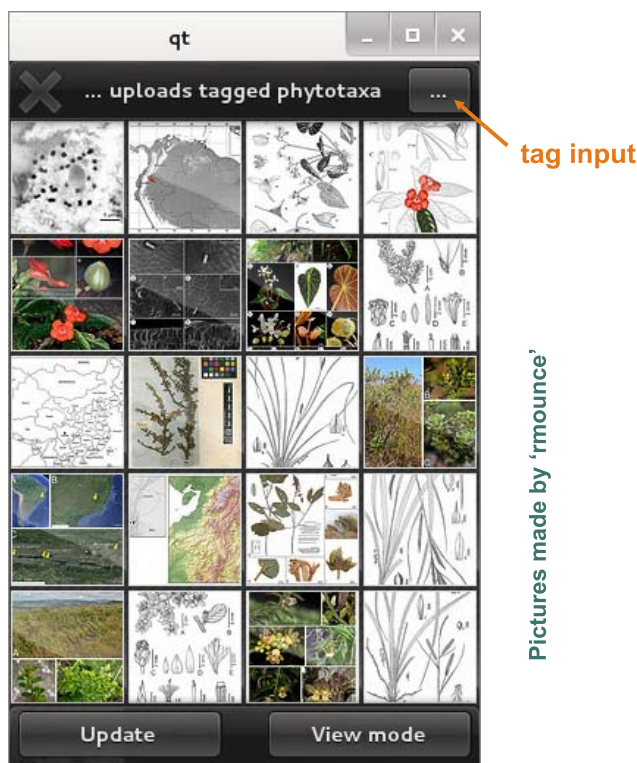 qt
... uploads tagged phytotaxa
...
tag input
Pictures made by 'rmounce'
Update
View mode